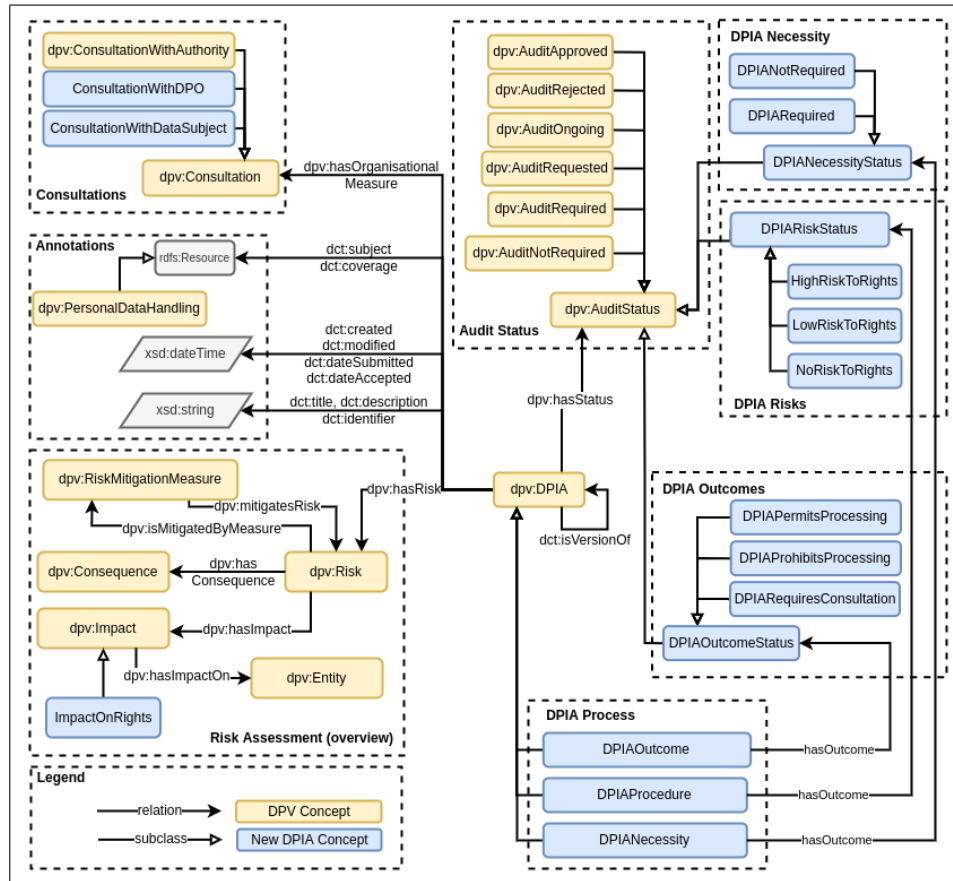 dpv:ConsultationWithAuthority
ConsultationWithDPO
ConsultationWithDataSubject
dpv:Consultation
Consultations
dpv:hasOrganisational
Measure
Annotations
rdfs:Resource
dpv:PersonalDataHandling
xsd:dateTime
xsd:string
dct:subject
dct:coverage
dct:created
dct:modified
dct:dateSubmitted
dct:dateAccepted
dct:title, dct:description
dct:identifier
dpv:AuditApproved
dpv:AuditRejected
dpv:AuditOngoing
dpv:AuditRequested
dpv:AuditRequired
dpv:AuditNotRequired
dpv:AuditStatus
Audit Status
DPIA Necessity
DPIANotRequired
DPIARequired
DPIANecessityStatus
DPIARiskStatus
HighRiskToRights
LowRiskToRights
NoRiskToRights
DPIA Risks
dpv:hasStatus
dpv:DPIA
dct:isVersionOf
dpv:hasRisk
dpv:RiskMitigationMeasure
dpv:mitigatesRisk
dpv:isMitigatedByMeasure
dpv:Consequence
dpv:has
Consequence
dpv:Risk
dpv:Impact
dpv:hasImpact
dpv:hasImpactOn
dpv:Entity
ImpactOnRights
Risk Assessment (overview)
DPIA Outcomes
DPIAPermitsProcessing
DPIAProhibitsProcessing
DPIARequiresConsultation
DPIAOutcomeStatus
DPIA Process
DPIAOutcome
hasOutcome
DPIAProcedure
hasOutcome
DPIANecessity
hasOutcome
Legend
relation
DPV Concept
subclass
New DPIA Concept